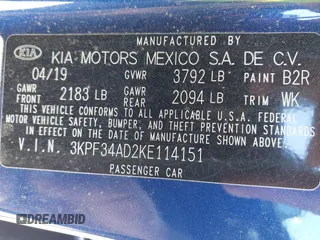 MANUFACTURED BY
KIA KIA MOTORS MEXICO S.A. DE C.V.
04/19 GVWR 3792 LB PAINT B2R
GAWR FRONT 2183 LB GAWR REAR 2094 LB TRIM WK
THIS VEHICLE CONFORMS TO ALL APPLICABLE U.S.A. FEDERAL
MOTOR VEHICLE SAFETY, BUMPER, AND THEFT PREVENTION STANDARDS
IN EFFECT ON THE DATE OF MANUFACTURE SHOWN ABOVE.
V.I.N. 3KPF34AD2KE114151
PASSENGER CAR
DREAMBID